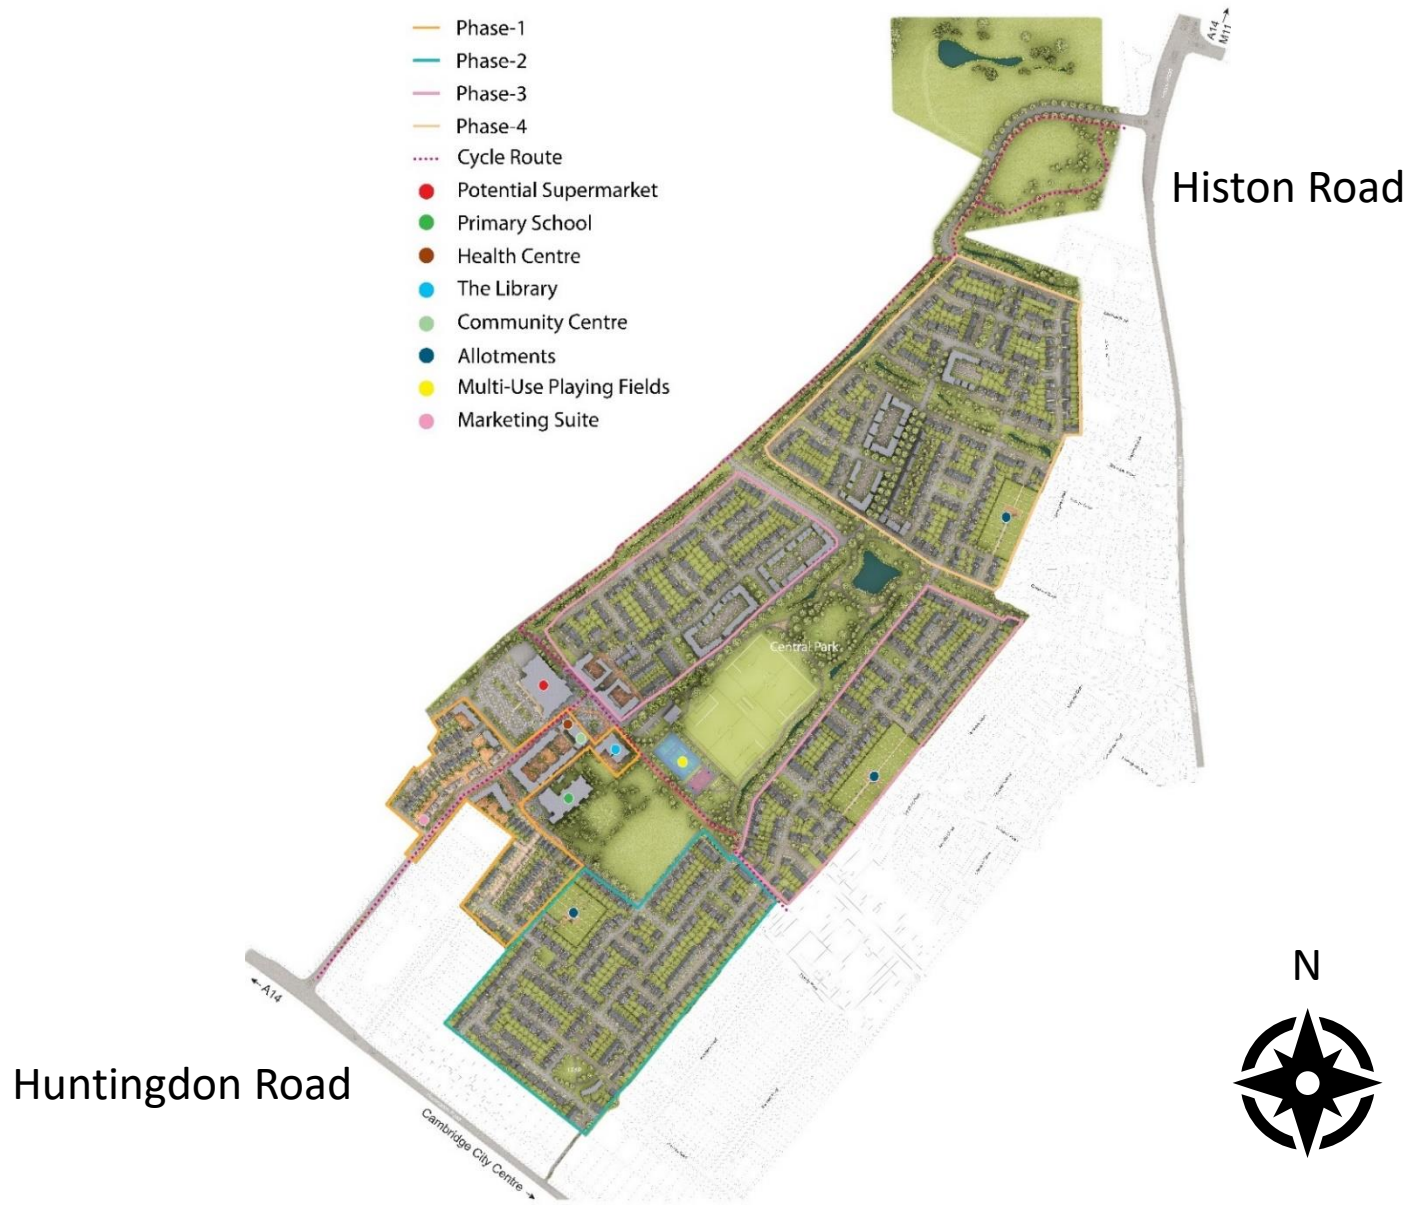 Phase-1
Phase-2
Phase-3
Phase-4
Cycle Route
Potential Supermarket
Primary School
Health Centre
The Library
Community Centre
Allotments
Multi-Use Playing Fields
Marketing Suite
A14
M11
Histon Road
Central Park
A14
Huntingdon Road
Cambridge City Centre
N